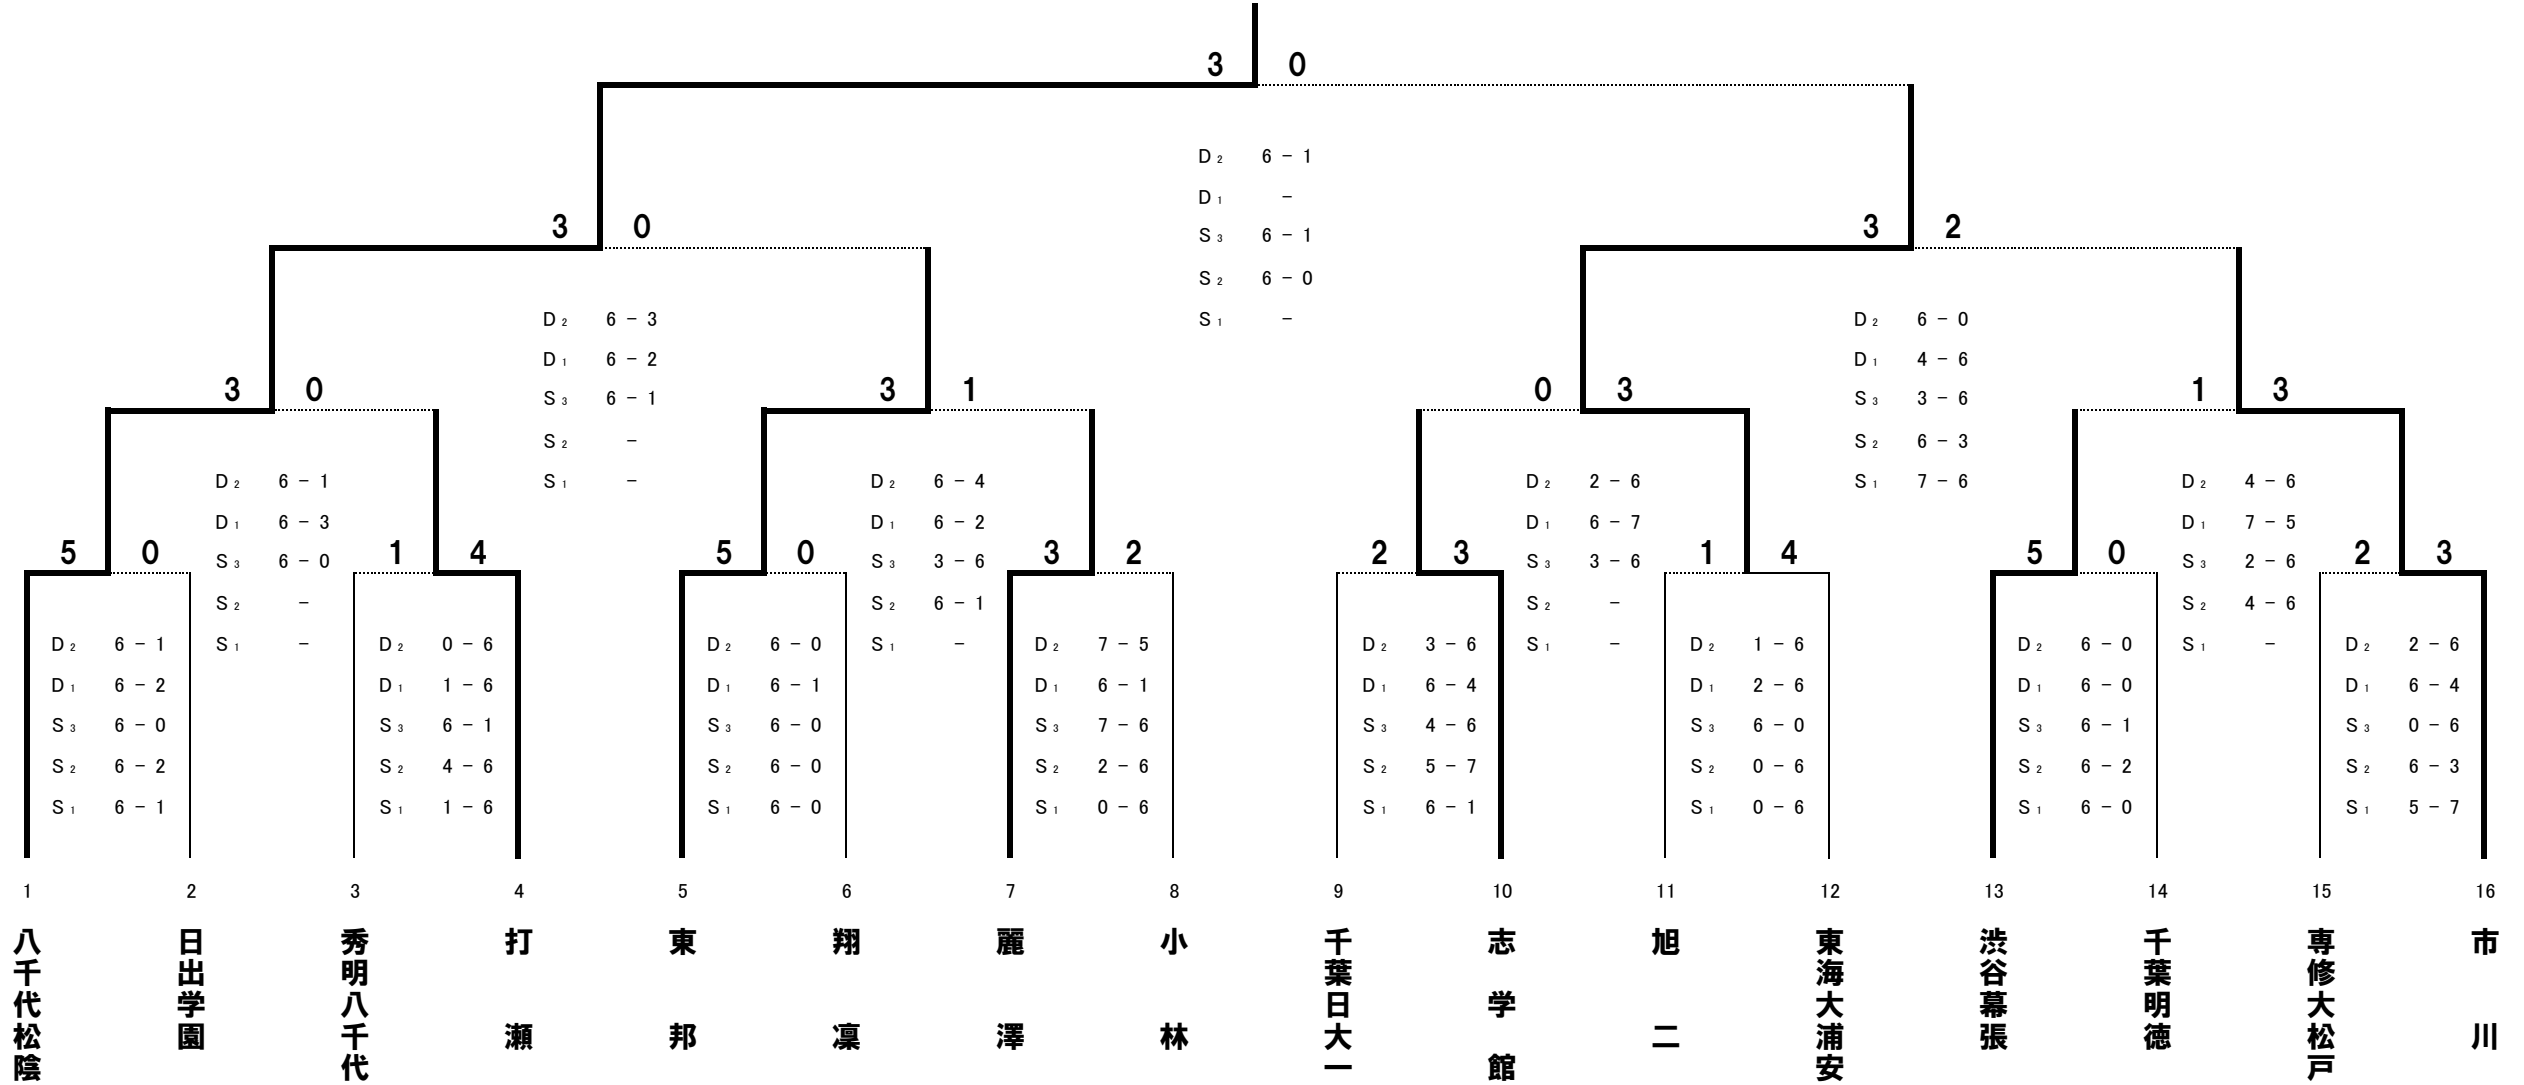 3 0
D2 6 - 1
D1 -
S3 6 - 1
S2 6 - 0
S1 -
3 0
D2 6 - 3
D1 6 - 2
S3 6 - 1
S2 -
S1 -
3 2
D2 6 - 0
D1 4 - 6
S3 3 - 6
S2 6 - 3
S1 7 - 6
3 0
D2 6 - 1
D1 6 - 3
S3 6 - 0
S2 -
S1 -
3 1
D2 6 - 4
D1 6 - 2
S3 3 - 6
S2 6 - 1
S1 -
0 3
D2 2 - 6
D1 6 - 7
S3 3 - 6
S2 -
S1 -
1 3
D2 4 - 6
D1 7 - 5
S3 2 - 6
S2 4 - 6
S1 -
5 0
D2 6 - 1
D1 6 - 2
S3 6 - 0
S2 6 - 2
S1 6 - 1
1 4
D2 0 - 6
D1 1 - 6
S3 6 - 1
S2 4 - 6
S1 1 - 6
5 0
D2 6 - 0
D1 6 - 1
S3 6 - 0
S2 6 - 0
S1 6 - 0
3 2
D2 7 - 5
D1 6 - 1
S3 7 - 6
S2 2 - 6
S1 0 - 6
2 3
D2 3 - 6
D1 6 - 4
S3 4 - 6
S2 5 - 7
S1 6 - 1
1 4
D2 1 - 6
D1 2 - 6
S3 6 - 0
S2 0 - 6
S1 0 - 6
5 0
D2 6 - 0
D1 6 - 0
S3 6 - 1
S2 6 - 2
S1 6 - 0
2 3
D2 2 - 6
D1 6 - 4
S3 0 - 6
S2 6 - 3
S1 5 - 7
1
八千代松陰
2
日出学園
3
秀明八千代
4
打瀬
5
東邦
6
翔凜
7
麗澤
8
小林
9
千葉日大一
10
志学館
11
旭二
12
東海大浦安
13
渋谷幕張
14
千葉明徳
15
専修大松戸
16
市川